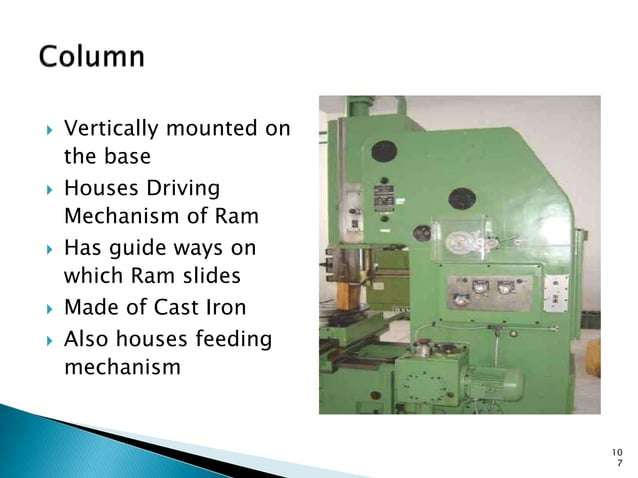 Column
Vertically mounted on
the base
Houses Driving
Mechanism of Ram
Has guide ways on
which Ram slides
Made of Cast Iron
Also houses feeding
mechanism
10
7